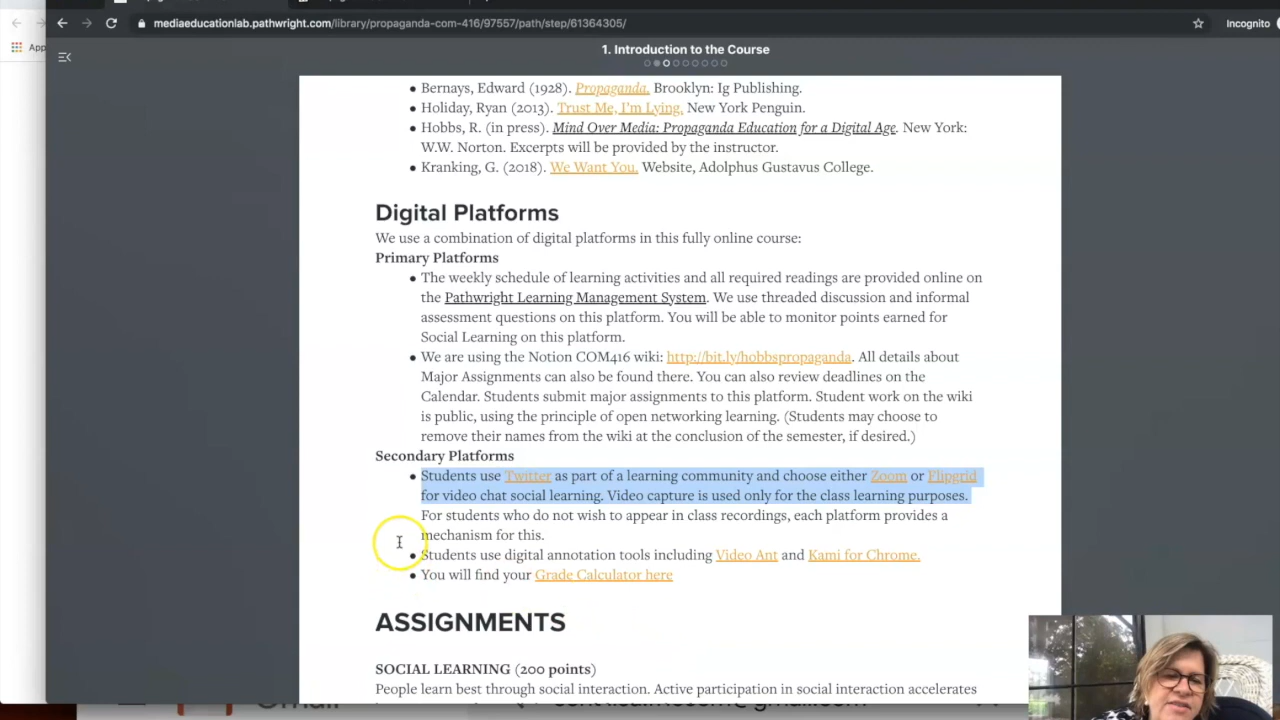 mediaeducationlab.pathwright.com/library/propaganda-com-416/97557/path/step/61364305/
Incognito
App
1. Introduction to the Course
• Bernays, Edward (1928). Propaganda. Brooklyn: Ig Publishing.
• Holiday, Ryan (2013). Trust Me, I'm Lying. New York Penguin.
• Hobbs, R. (in press). Mind Over Media: Propaganda Education for a Digital Age. New York:
W.W. Norton. Excerpts will be provided by the instructor.
• Kranking, G. (2018). We Want You. Website, Adolphus Gustavus College.
Digital Platforms
We use a combination of digital platforms in this fully online course:
Primary Platforms
• The weekly schedule of learning activities and all required readings are provided online on
the Pathwright Learning Management System. We use threaded discussion and informal
assessment questions on this platform. You will be able to monitor points earned for
Social Learning on this platform.
• We are using the Notion COM416 wiki: http://bit.ly/hobbspropaganda. All details about
Major Assignments can also be found there. You can also review deadlines on the
Calendar. Students submit major assignments to this platform. Student work on the wiki
is public, using the principle of open networking learning. (Students may choose to
remove their names from the wiki at the conclusion of the semester, if desired.)
Secondary Platforms
• Students use Twitter as part of a learning community and choose either Zoom or Flipgrid
for video chat social learning. Video capture is used only for the class learning purposes.
For students who do not wish to appear in class recordings, each platform provides a
mechanism for this.
• Students use digital annotation tools including Video Ant and Kami for Chrome.
• You will find your Grade Calculator here
ASSIGNMENTS
SOCIAL LEARNING (200 points)
People learn best through social interaction. Active participation in social interaction accelerates